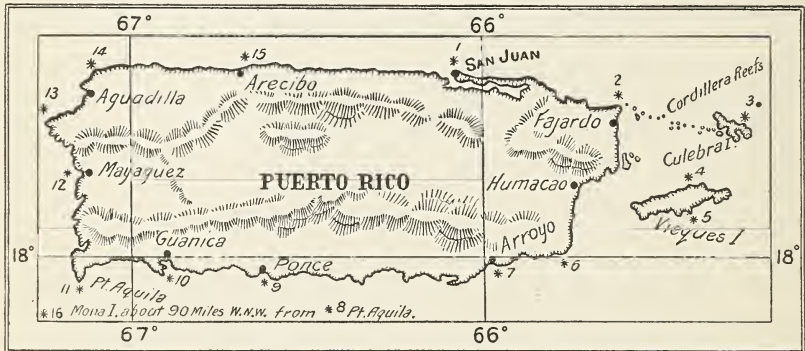 67° 66°
14 15 1 SAN JUAN
13 Aguadilla Arecibo 2 Cordillera Reefs 3
Fajardo
Culebra I.
12 Mayaguez PUERTO RICO Humacao 4
5
Vieques I
Guanica Arroyo
18° Ponce 7 6 18°
11 Pt. Aquila 10 9
*16 Mona I. about 90 Miles W.N.W. from *8 Pt. Aquila.
67° 66°